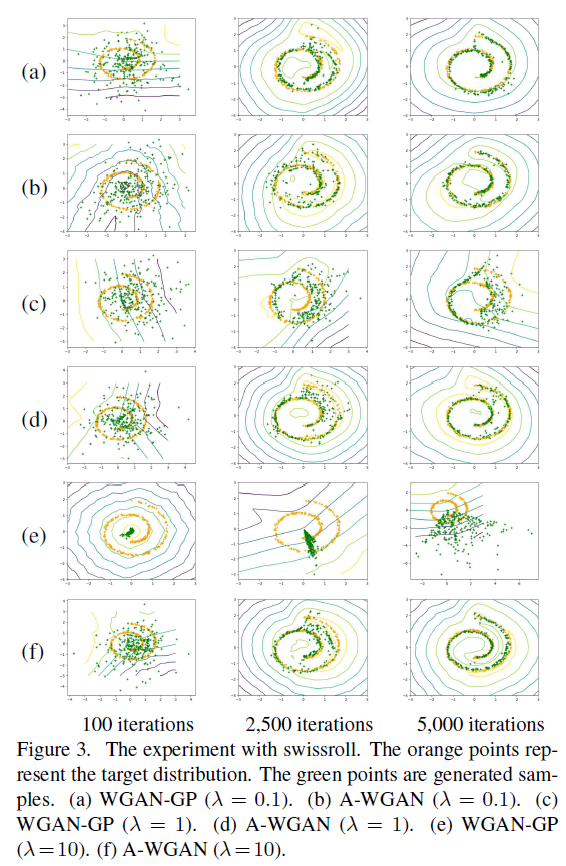 (a)
(b)
(c)
(d)
(e)
(f)
100 iterations 2,500 iterations 5,000 iterations
Figure 3. The experiment with swissroll. The orange points rep-
resent the target distribution. The green points are generated sam-
ples. (a) WGAN-GP (λ = 0.1). (b) A-WGAN (λ = 0.1). (c)
WGAN-GP (λ = 1). (d) A-WGAN (λ = 1). (e) WGAN-GP
(λ=10). (f) A-WGAN (λ=10).